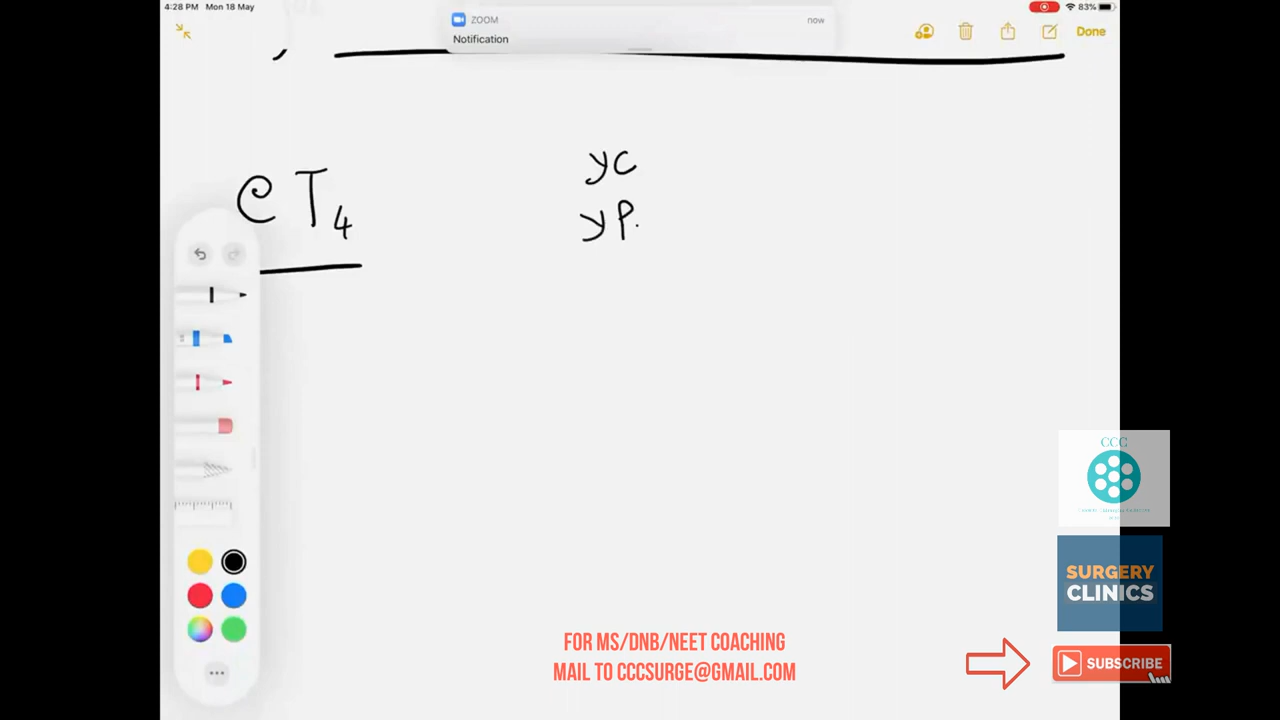 4:28 PM Mon 18 May
83%
ZOOM
now
Notification
Done
yc
CT4
yP.
CCC
SURGERY
CLINICS
FOR MS/DNB/NEET COACHING
MAIL TO CCCSURGE@GMAIL.COM
SUBSCRIBE